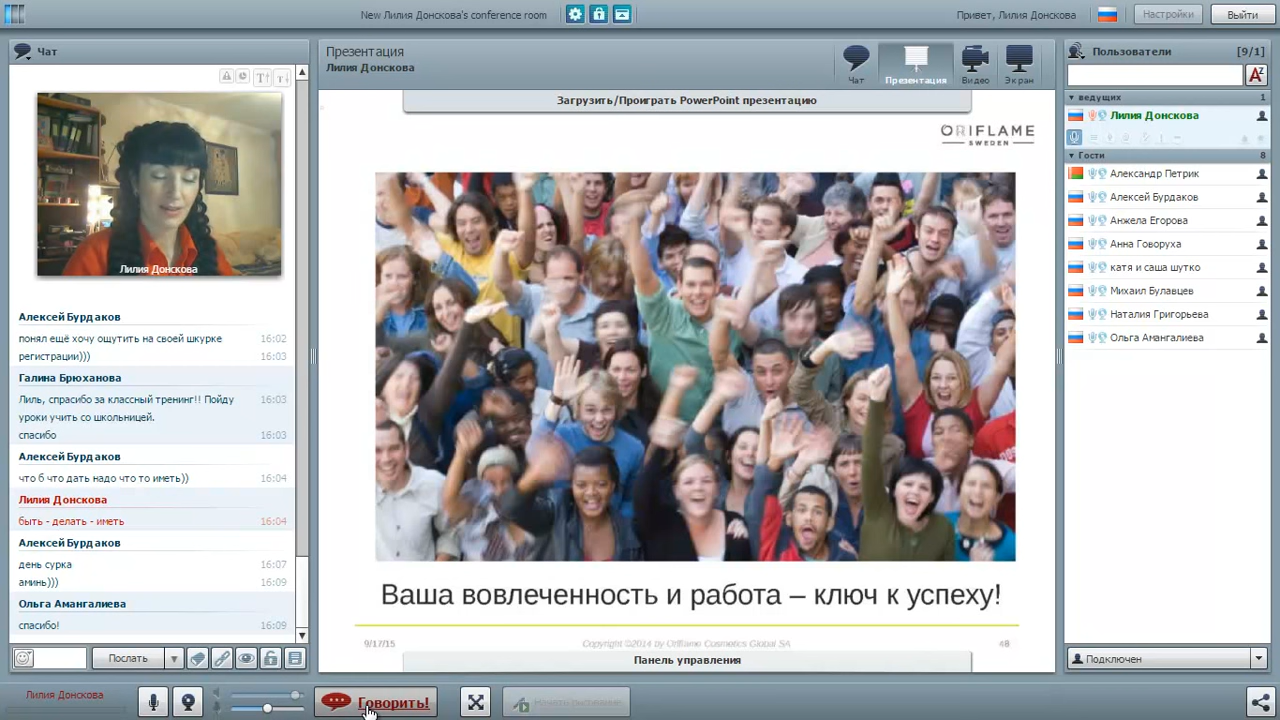 New Лилия Донскова's conference room
Привет, Лилия Донскова
Настройки
Выйти
Чат
Лилия Донскова
Алексей Бурдаков
понял ещё хочу ощутить на своей шкурке 16:02
регистрации))) 16:03
Галина Брюханова
Лиль, спрасибо за классный тренинг!! Пойду 16:03
уроки учить со школьницей.
спасибо 16:03
Алексей Бурдаков
что б что дать надо что то иметь)) 16:04
Лилия Донскова
быть - делать - иметь 16:04
Алексей Бурдаков
день сурка 16:07
аминь))) 16:09
Ольга Амангалиева
спасибо! 16:09
Послать
Презентация
Лилия Донскова
Чат
Презентация
Видео
Экран
Загрузить/Проиграть PowerPoint презентацию
ORIFLAME
SWEDEN
Ваша вовлеченность и работа – ключ к успеху!
9/17/15
Copyright ©2014 by Oriflame Cosmetics Global SA
48
Панель управления
Пользователи [9/1]
ведущих 1
Лилия Донскова
Гости 8
Александр Петрик
Алексей Бурдаков
Анжела Егорова
Анна Говоруха
катя и саша шутко
Михаил Булавцев
Наталия Григорьева
Ольга Амангалиева
Подключен
Лилия Донскова
Говорить!